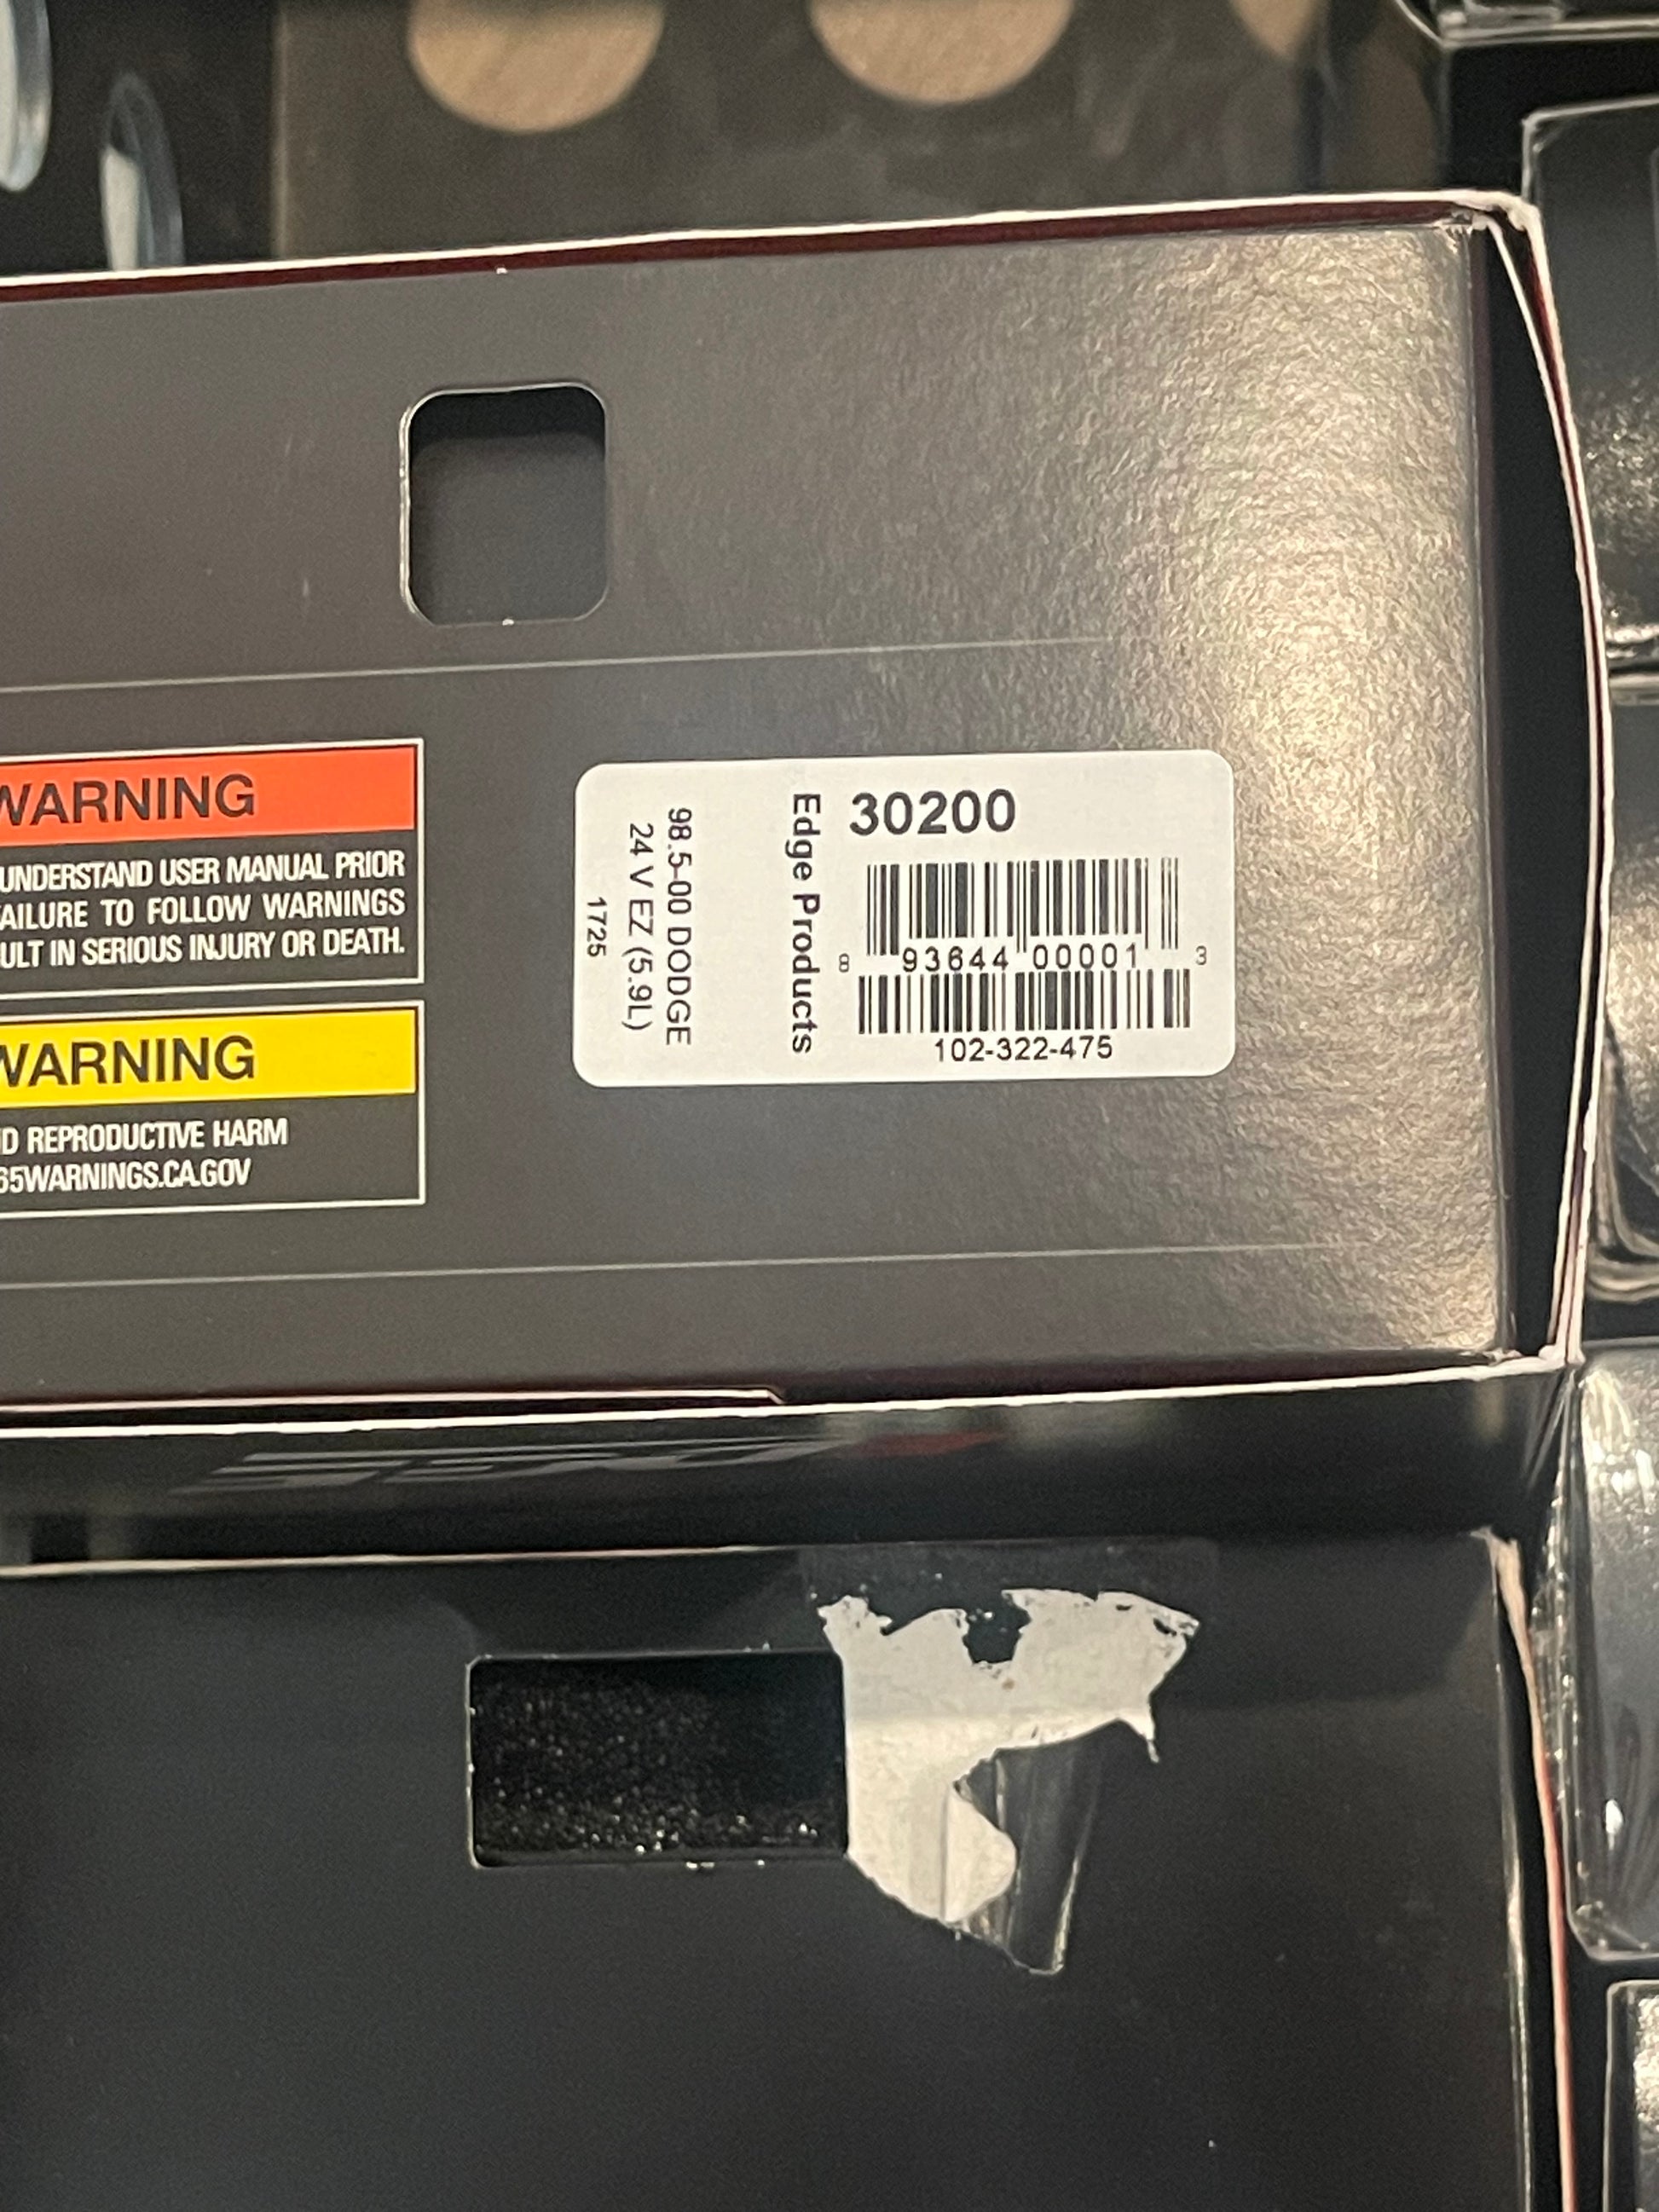 WARNING
UNDERSTAND USER MANUAL PRIOR
FAILURE TO FOLLOW WARNINGS
ULT IN SERIOUS INJURY OR DEATH.
WARNING
D REPRODUCTIVE HARM
65WARNINGS.CA.GOV
30200
8 93644 00001 3
102-322-475
Edge Products
98.5-00 DODGE
24 V EZ (5.9L)
1725